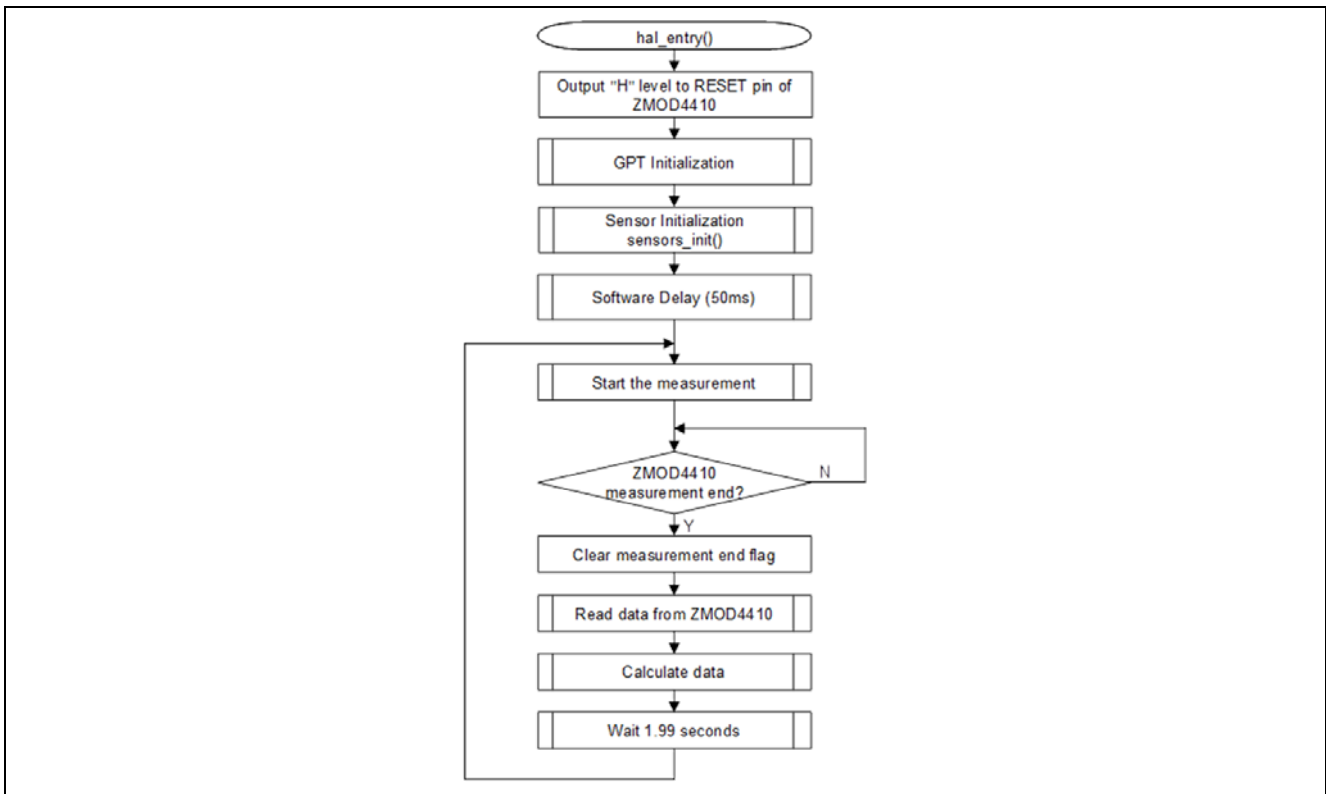 hal_entry()
Output "H" level to RESET pin of
ZMOD4410
GPT Initialization
Sensor Initialization
sensors_init()
Software Delay (50ms)
Start the measurement
ZMOD4410
measurement end?
N
Y
Clear measurement end flag
Read data from ZMOD4410
Calculate data
Wait 1.99 seconds